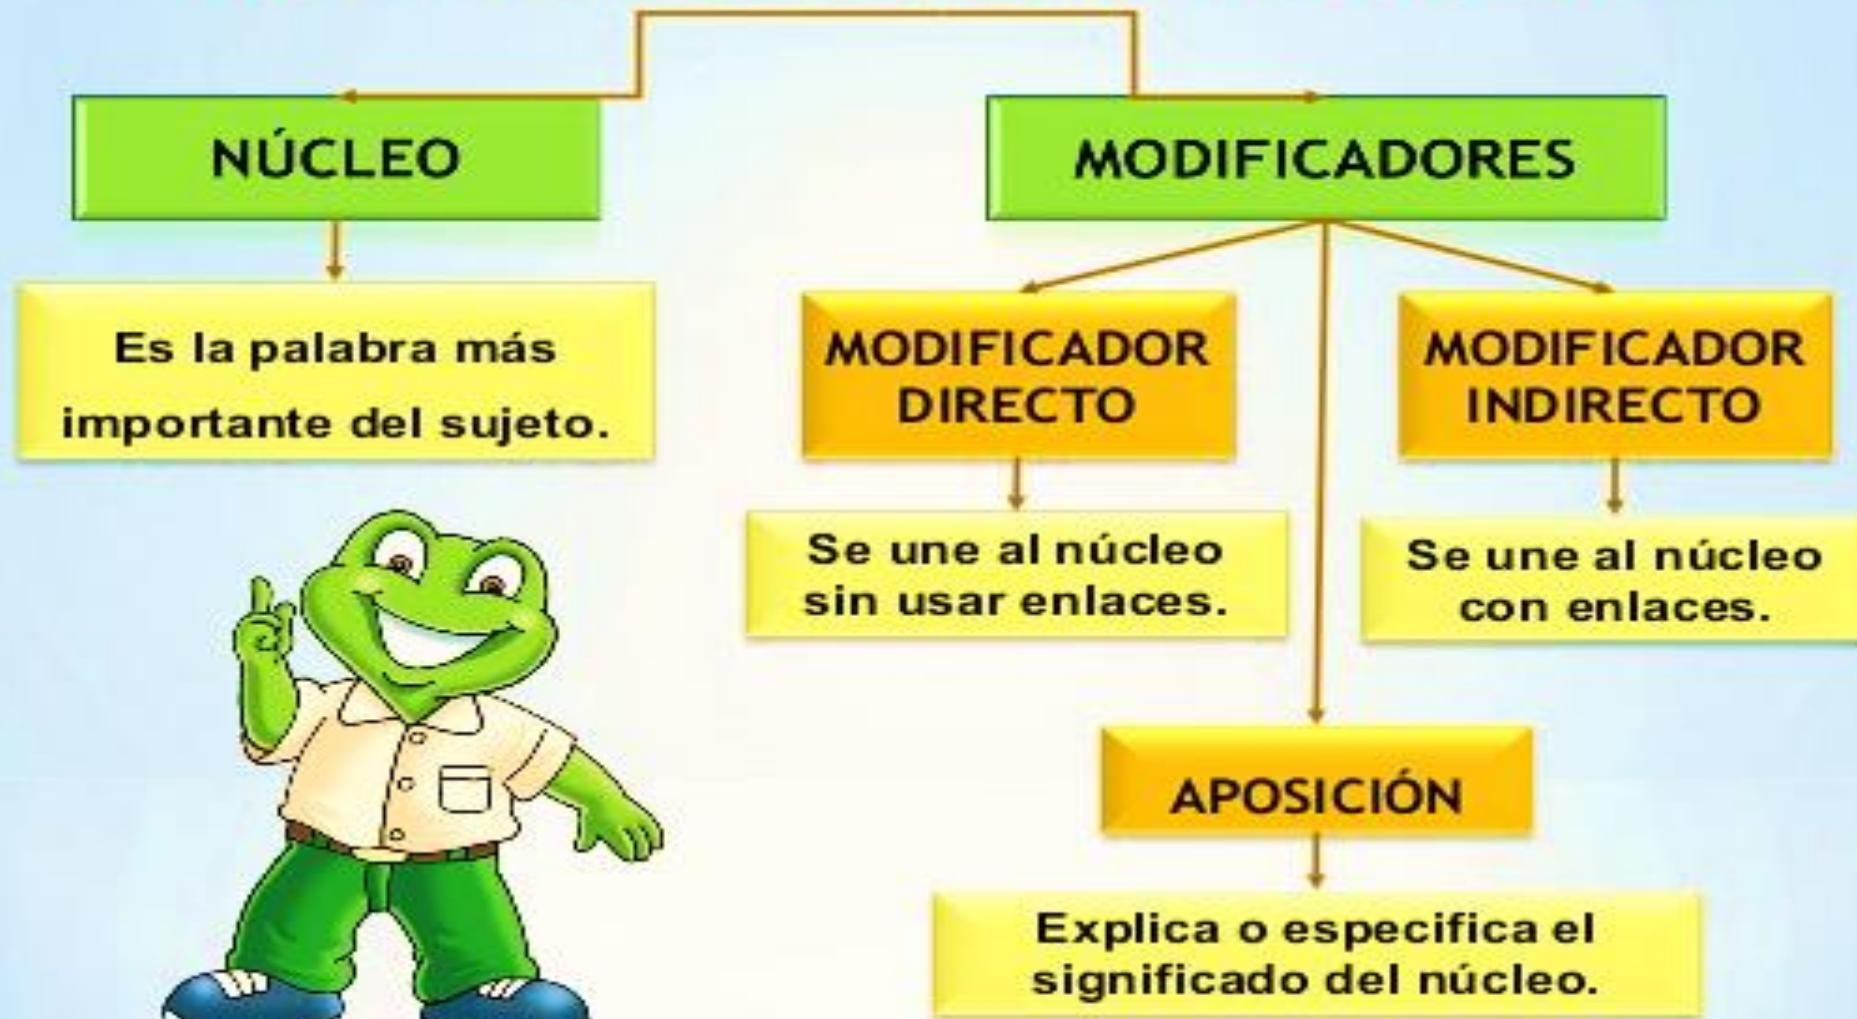 NÚCLEO
Es la palabra más
importante del sujeto.
MODIFICADORES
MODIFICADOR
DIRECTO
Se une al núcleo
sin usar enlaces.
MODIFICADOR
INDIRECTO
Se une al núcleo
con enlaces.
APOSICIÓN
Explica o especifica el
significado del núcleo.